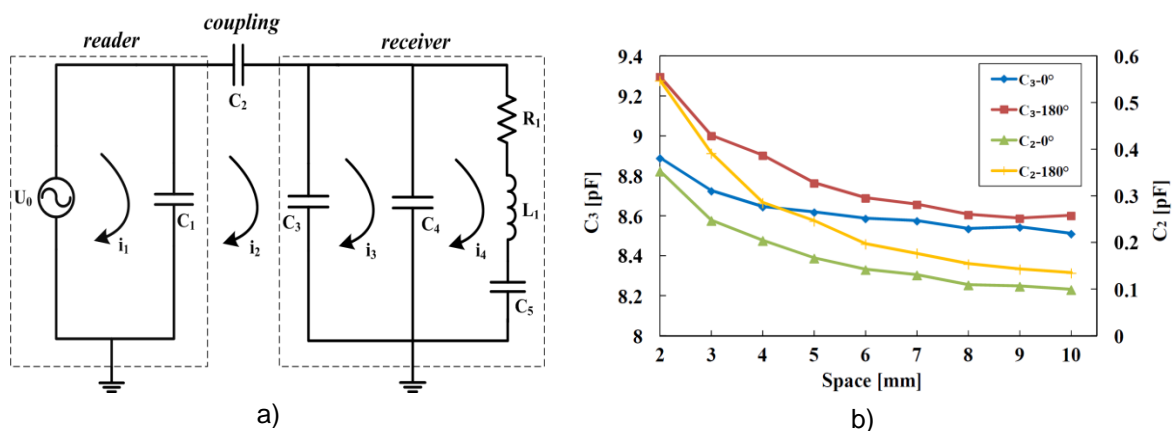 coupling
reader
receiver
C₂
R₁
U₀
C₁
C₃
C₄
L₁
i₁
i₂
i₃
i₄
C₅
a)
9.4
9.2
9
8.8
8.6
8.4
8.2
8
C₃ [pF]
0.6
0.5
0.4
0.3
0.2
0.1
0
C₂ [pF]
C₃-0°
C₃-180°
C₂-0°
C₂-180°
2 3 4 5 6 7 8 9 10
Space [mm]
b)